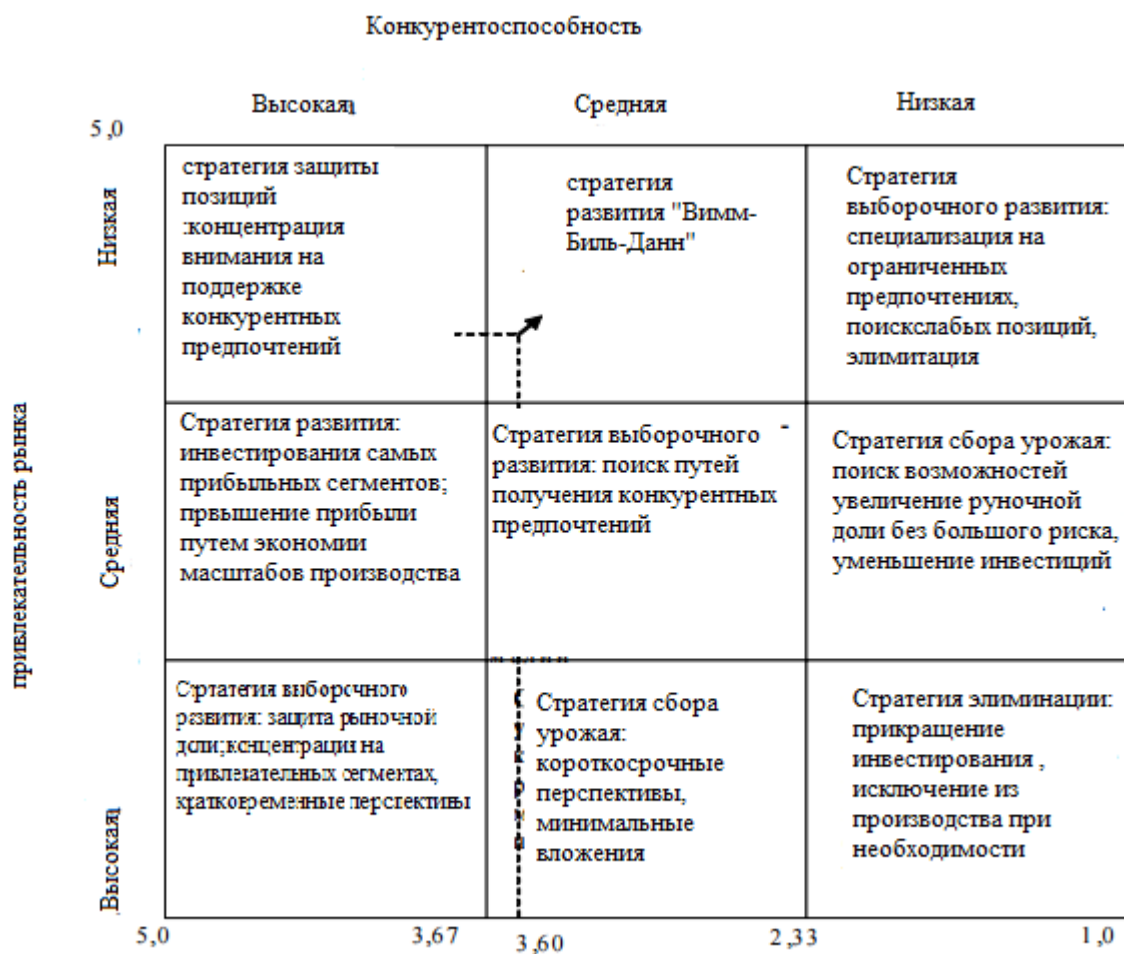 Конкурентоспособность
Высокая
Средняя
Низкая
5,0
Низкая
стратегия защиты
позиций
:концентрация
внимания на
поддержке
конкурентных
предпочтений
стратегия
развития "Вимм-
Биль-Данн"
Стратегия
выборочного развития:
специализация на
ограниченных
предпочтениях,
поискслабых позиций,
элимитация
привлекательность рынка
Средняя
Стратегия развития:
инвестирования самых
прибыльных сегментов;
првышение прибыли
путем экономии
масштабов производства
Стратегия выборочного
развития: поиск путей
получения конкурентных
предпочтений
Стратегия сбора урожая:
поиск возможностей
увеличение руночной
доли без большого риска,
уменьшение инвестиций
Высокая
Стртатегия выборочного
развития: защита рыночной
доли;концентрация на
привлекательных сегментах,
кратковременные перспективы
Стратегия сбора
урожая:
короткосрочные
перспективы,
минимальные
вложения
Стратегия элиминации:
прикращение
инвестирования ,
исключение из
производства при
необходимости
5,0
3,67
3,60
2,33
1,0